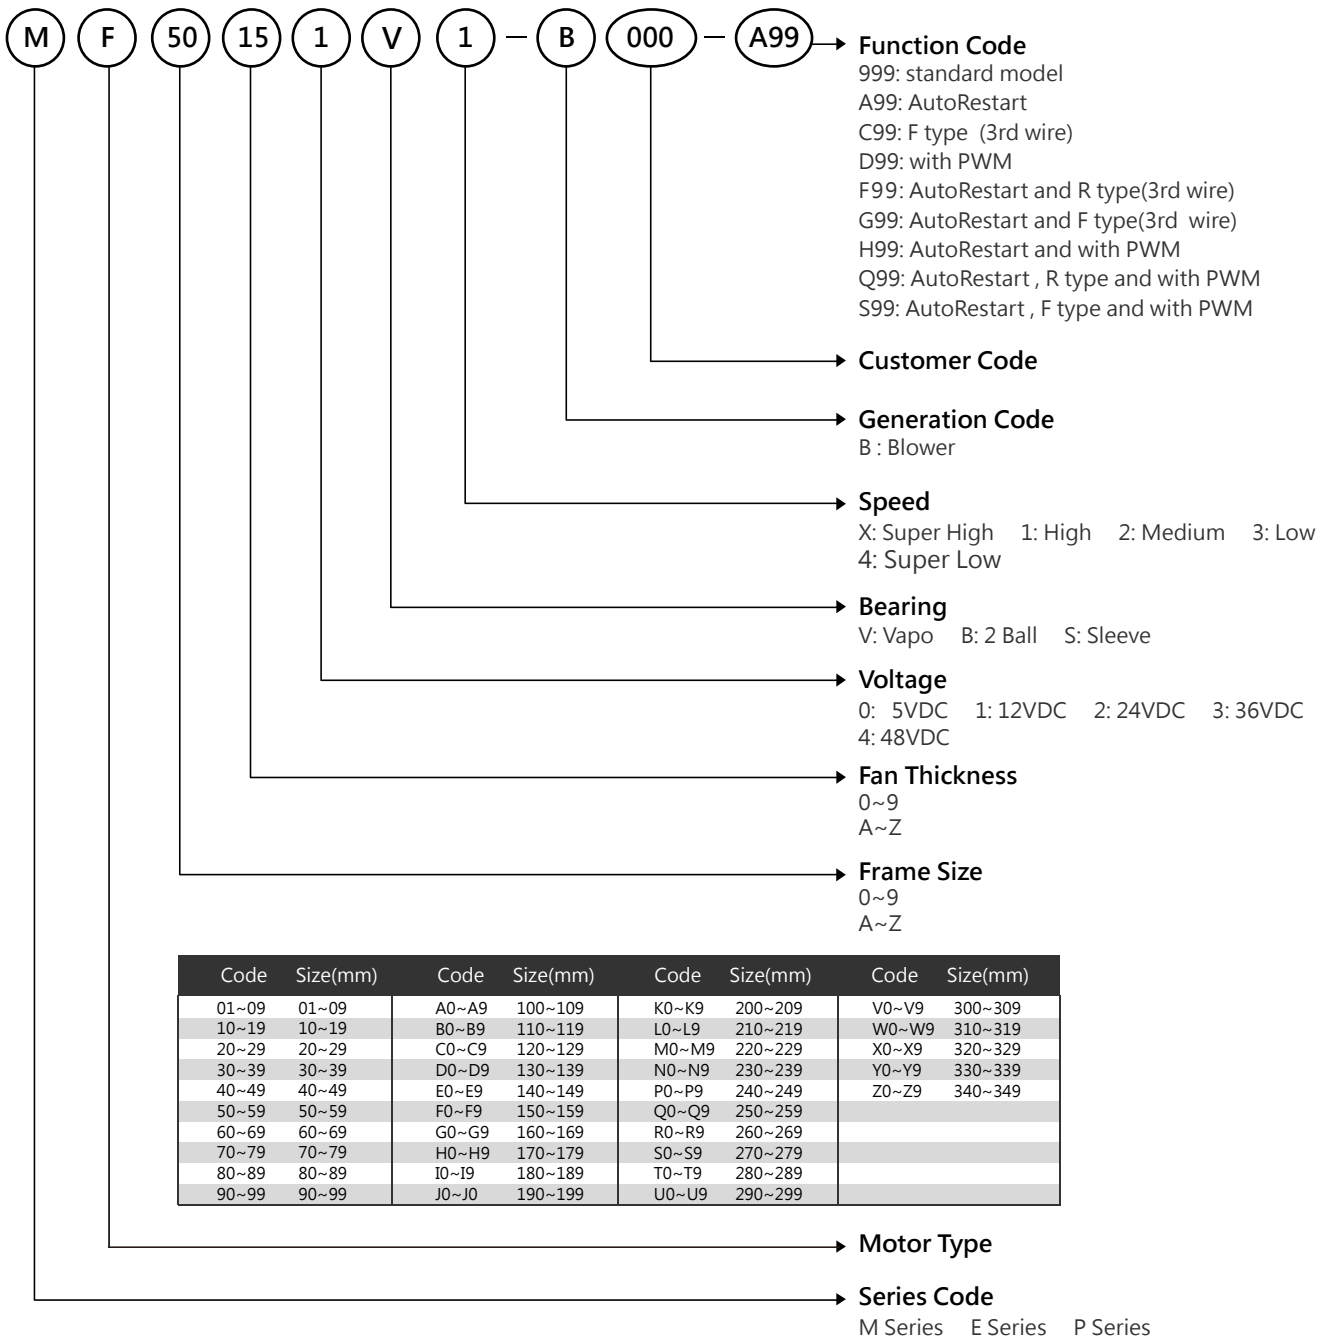 M F 50 15 1 V 1 – B 000 – A99
Function Code
999: standard model
A99: AutoRestart
C99: F type (3rd wire)
D99: with PWM
F99: AutoRestart and R type(3rd wire)
G99: AutoRestart and F type(3rd wire)
H99: AutoRestart and with PWM
Q99: AutoRestart , R type and with PWM
S99: AutoRestart , F type and with PWM
Customer Code
Generation Code
B : Blower
Speed
X: Super High 1: High 2: Medium 3: Low
4: Super Low
Bearing
V: Vapo B: 2 Ball S: Sleeve
Voltage
0: 5VDC 1: 12VDC 2: 24VDC 3: 36VDC
4: 48VDC
Fan Thickness
0~9
A~Z
Frame Size
0~9
A~Z
Code Size(mm) Code Size(mm) Code Size(mm) Code Size(mm)
01~09 01~09 A0~A9 100~109 K0~K9 200~209 V0~V9 300~309
10~19 10~19 B0~B9 110~119 L0~L9 210~219 W0~W9 310~319
20~29 20~29 C0~C9 120~129 M0~M9 220~229 X0~X9 320~329
30~39 30~39 D0~D9 130~139 N0~N9 230~239 Y0~Y9 330~339
40~49 40~49 E0~E9 140~149 P0~P9 240~249 Z0~Z9 340~349
50~59 50~59 F0~F9 150~159 Q0~Q9 250~259
60~69 60~69 G0~G9 160~169 R0~R9 260~269
70~79 70~79 H0~H9 170~179 S0~S9 270~279
80~89 80~89 I0~I9 180~189 T0~T9 280~289
90~99 90~99 J0~J0 190~199 U0~U9 290~299
Motor Type
Series Code
M Series E Series P Series